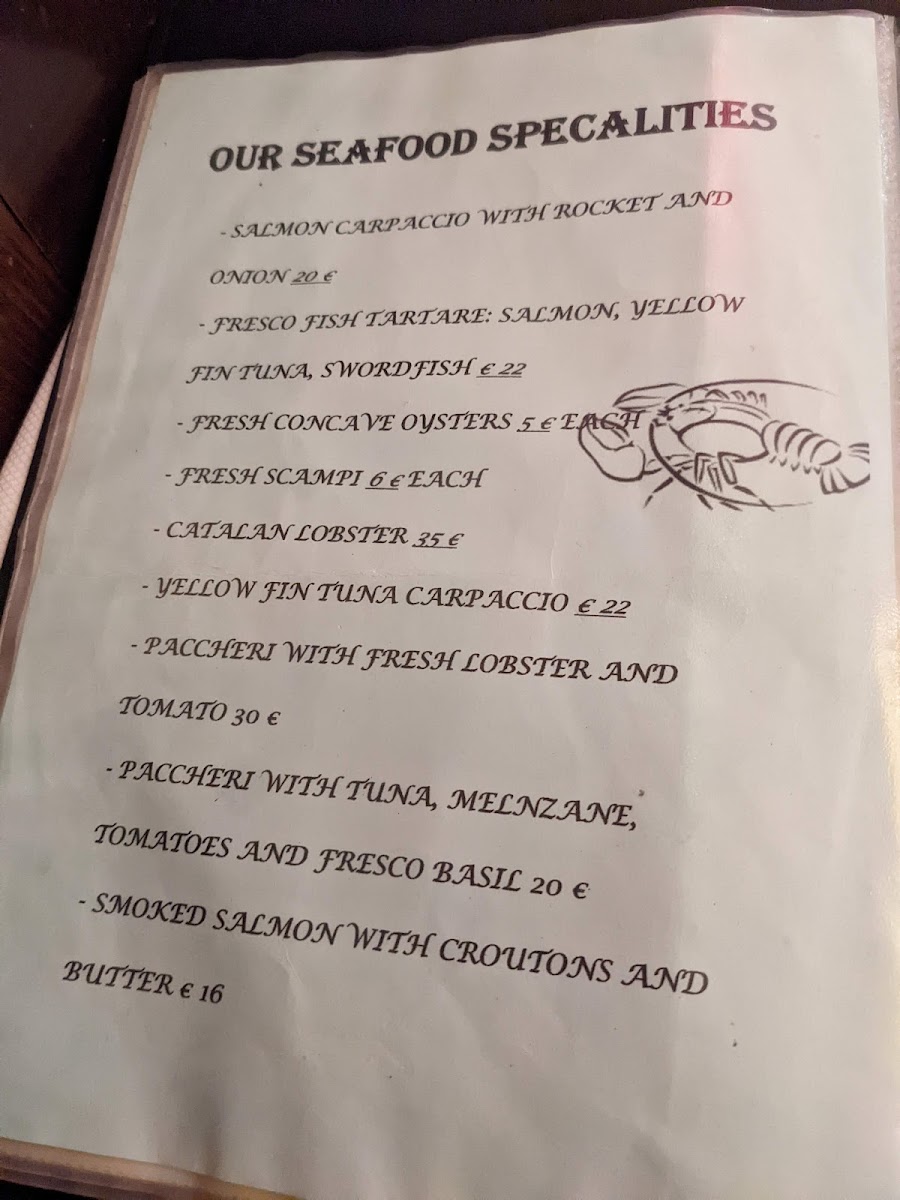 OUR SEAFOOD SPECALITIES
- SALMON CARPACCIO WITH ROCKET AND
ONION 20 €
- FRESCO FISH TARTARE: SALMON, YELLOW
FIN TUNA, SWORDFISH € 22
- FRESH CONCAVE OYSTERS 5 € EACH
- FRESH SCAMPI 6 € EACH
- CATALAN LOBSTER 35 €
- YELLOW FIN TUNA CARPACCIO € 22
- PACCHERI WITH FRESH LOBSTER AND
TOMATO 30 €
- PACCHERI WITH TUNA, MELNZANE,
TOMATOES AND FRESCO BASIL 20 €
- SMOKED SALMON WITH CROUTONS AND
BUTTER € 16